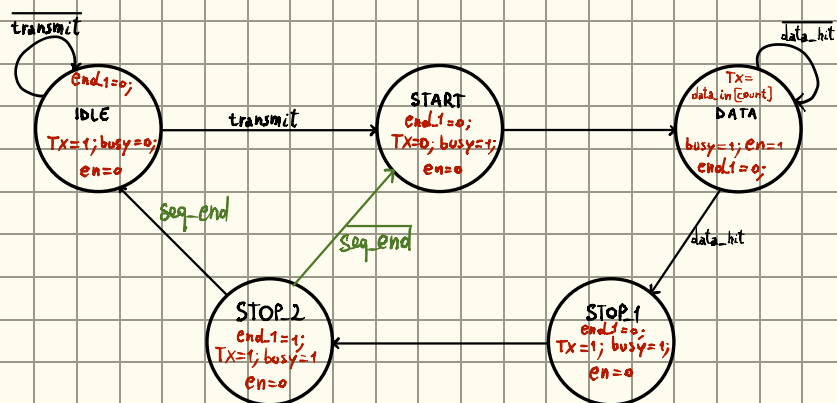 transmit
end_1=0;
IDLE
Tx=1; busy=0;
en=0
transmit
START
end_1=0;
Tx=0; busy=1;
en=0
data_hit
Tx=
data_in[count]
DATA
busy=1; en=1
end_1=0;
seq_end
seq_end
data_hit
STOP_2
end_1=1;
Tx=1; busy=1
en=0
STOP_1
end_1=0;
Tx=1; busy=1;
en=0